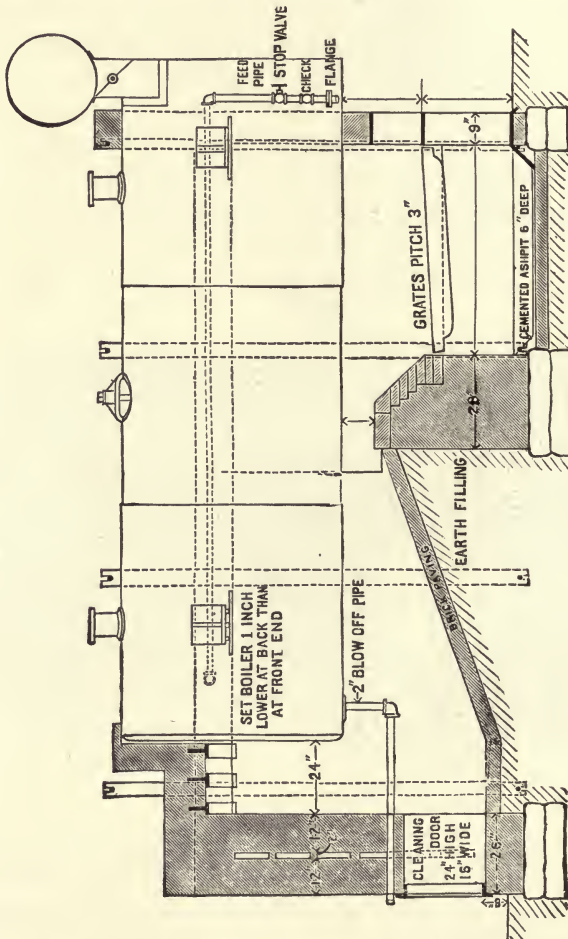 FEED
PIPE
STOP VALVE
CHECK
FLANGE
9"
GRATES PITCH 3"
CEMENTED ASHPIT 6" DEEP
28"
EARTH FILLING
BRICK PAVING
SET BOILER 1 INCH
LOWER AT BACK THAN
AT FRONT END
2" BLOW OFF PIPE
24"
12"
2"
12"
CLEANING
DOOR
24" HIGH
16" WIDE
26"
8"